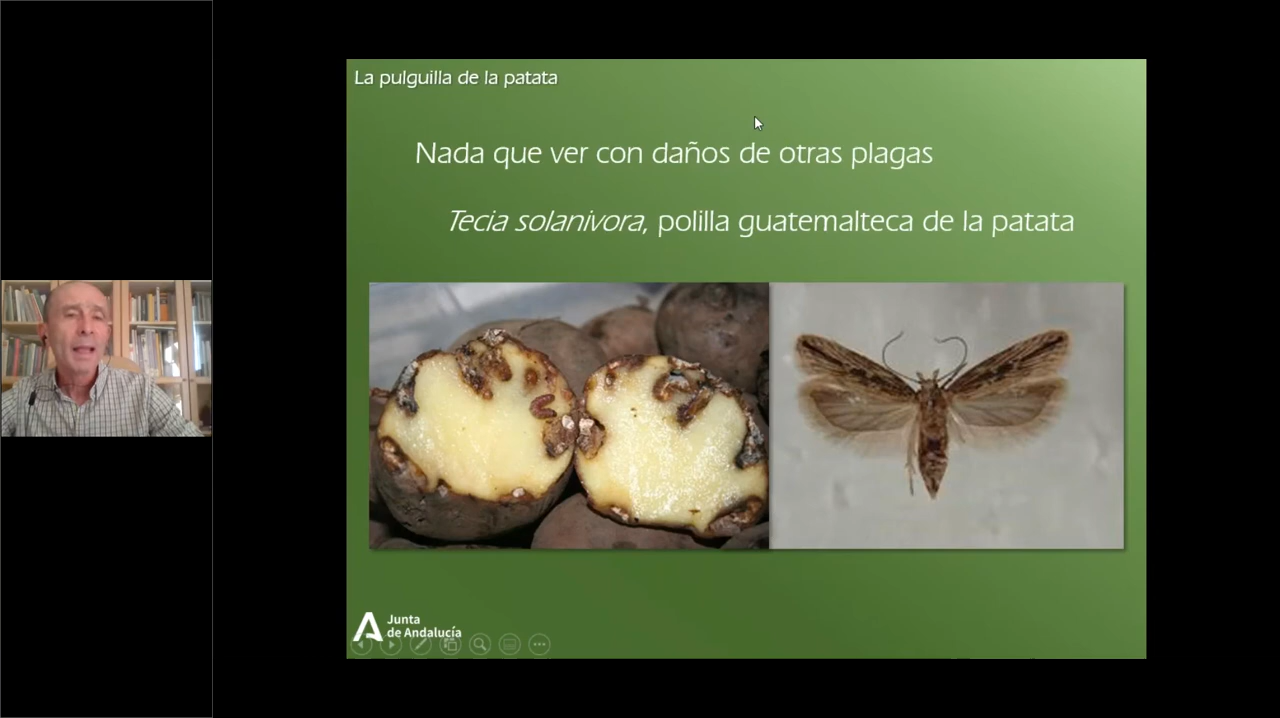 La pulguilla de la patata
Nada que ver con daños de otras plagas
Tecia solanivora, polilla guatemalteca de la patata
Junta
de Andalucía